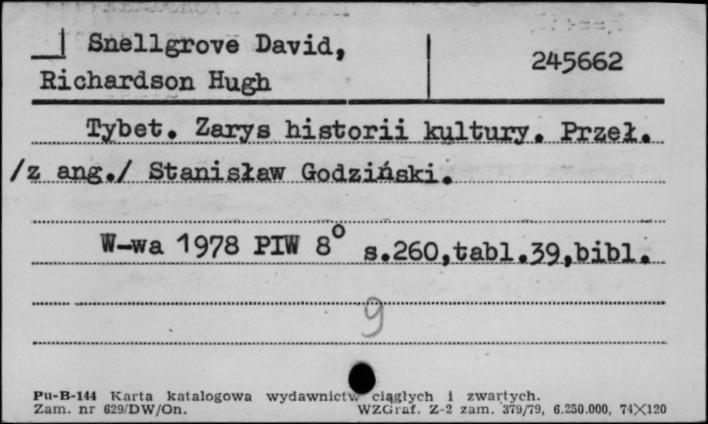 Snellgrove David,
Richardson Hugh
245662
Tybet. Zarys historii kultury. Przeł.
/z ang./ Stanisław Godziński.
W-wa 1978 PIW 8° s.260,tabl.39,bibl.
9
Pu-B-144 Karta katalogowa wydawnictw ciągłych i zwartych.
Zam. nr 629/DW/On. WZGraf. Z-2 zam. 379/79, 6.250.000, 74X120